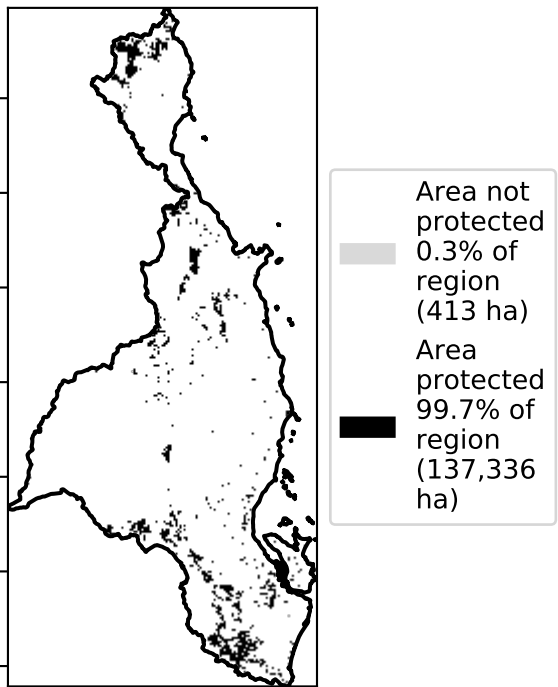 Area not
protected
0.3% of
region
(413 ha)
Area
protected
99.7% of
region
(137,336
ha)